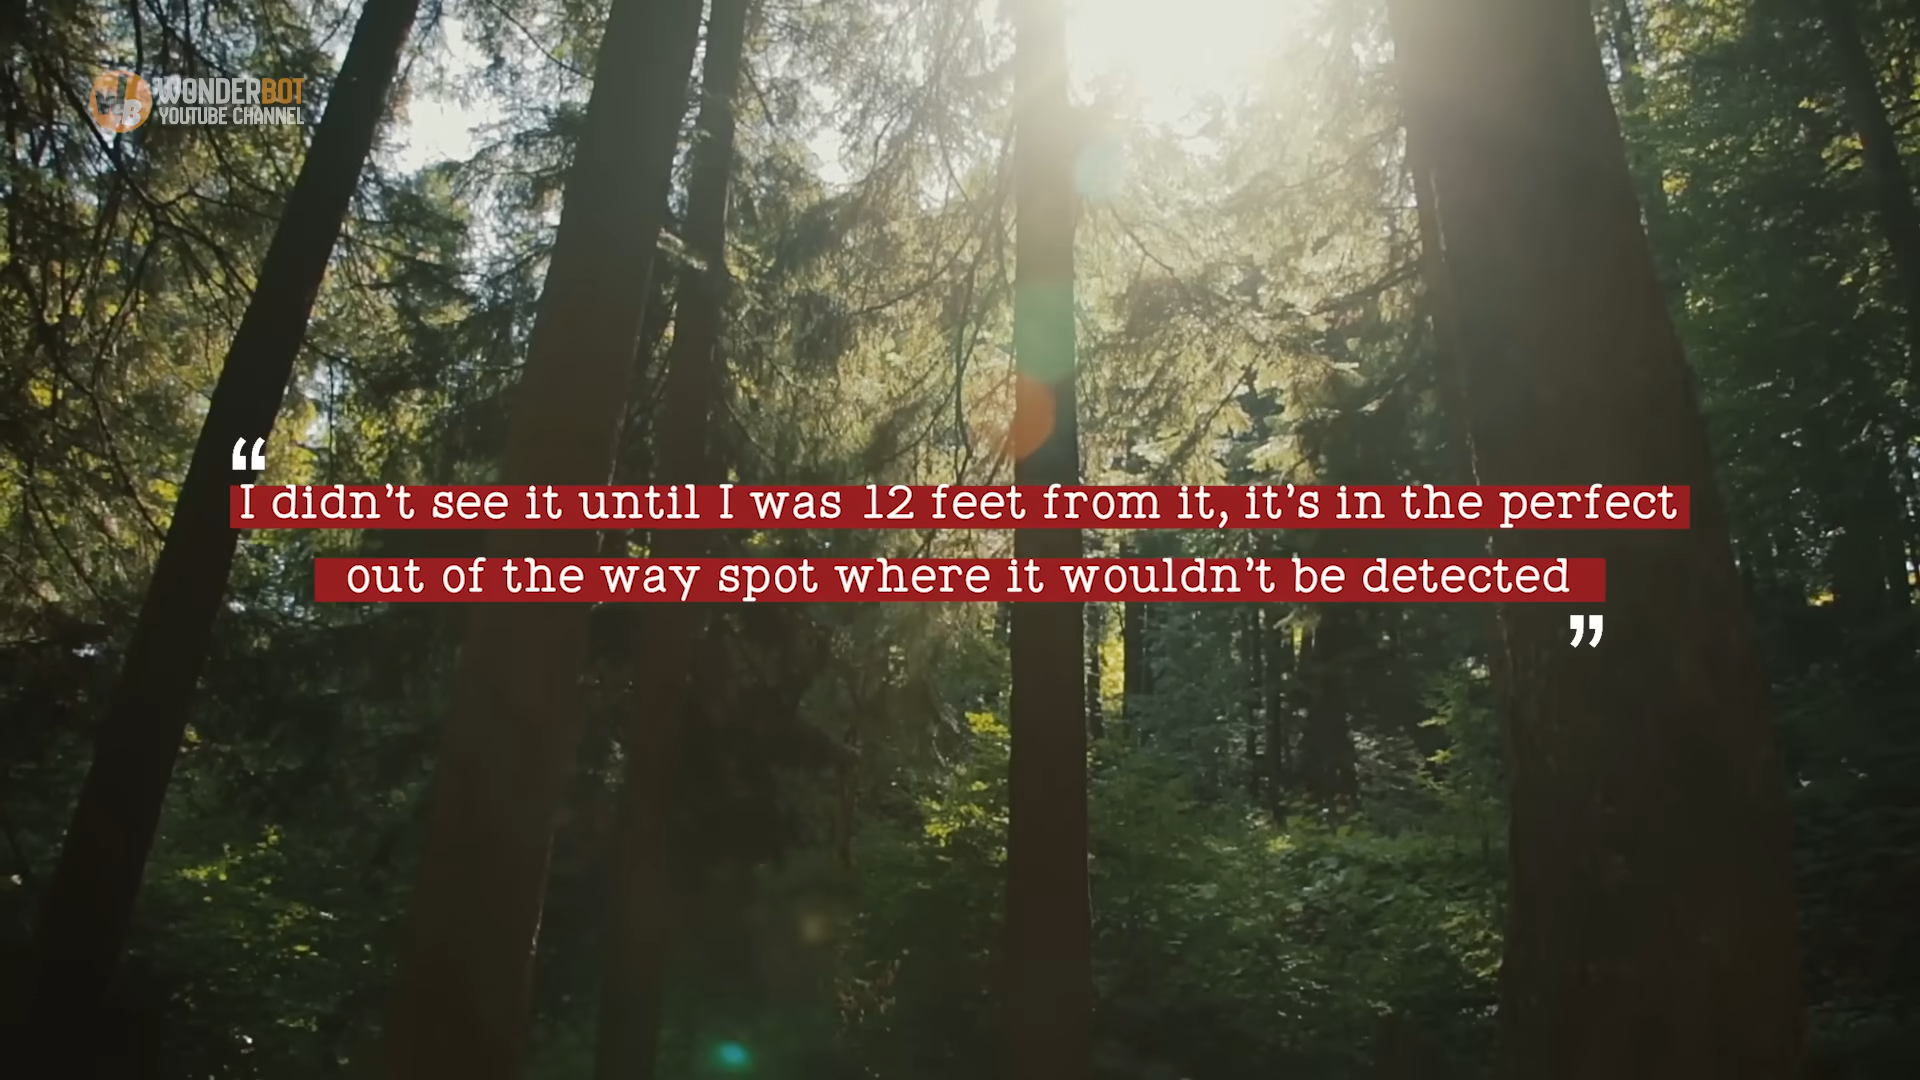 WONDERBOT
YOUTUBE CHANNEL
“
I didn’t see it until I was 12 feet from it, it’s in the perfect
out of the way spot where it wouldn’t be detected
”